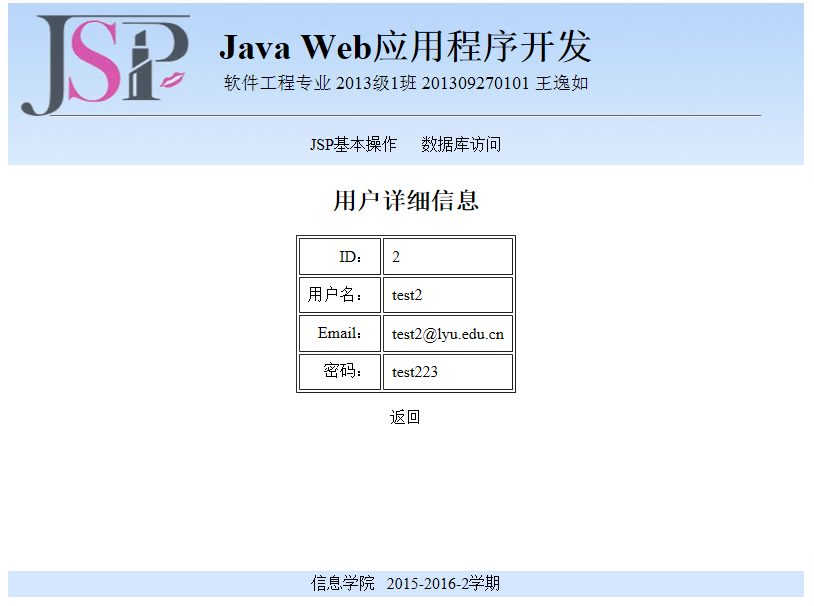 JSP
Java Web应用程序开发
软件工程专业 2013级1班 201309270101 王逸如
JSP基本操作 数据库访问
用户详细信息
ID： 2
用户名： test2
Email： test2@lyu.edu.cn
密码： test223
返回
信息学院 2015-2016-2学期